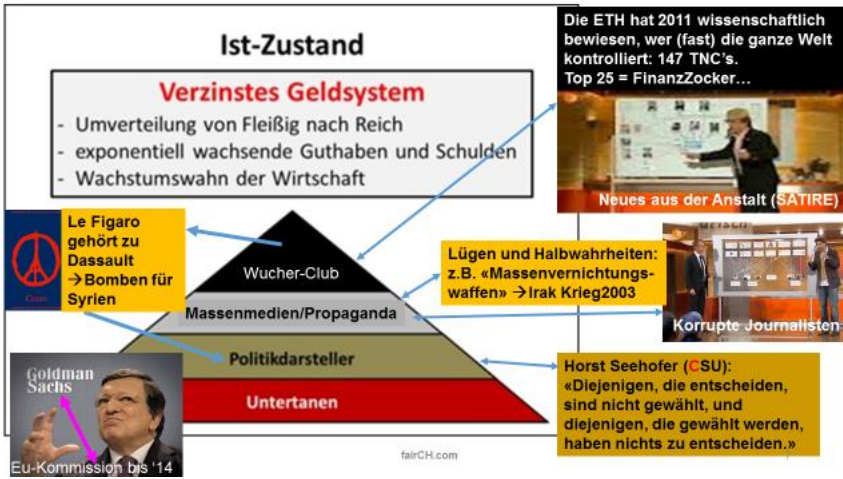 Ist-Zustand
Verzinstes Geldsystem
- Umverteilung von Fleißig nach Reich
- exponentiell wachsende Guthaben und Schulden
- Wachstumswahn der Wirtschaft
Die ETH hat 2011 wissenschaftlich
bewiesen, wer (fast) die ganze Welt
kontrolliert: 147 TNC's.
Top 25 = FinanzZocker…
Neues aus der Anstalt (SATIRE)
Le Figaro
gehört zu
Dassault
→Bomben für
Syrien
Wucher-Club
Massenmedien/Propaganda
Politikdarsteller
Untertanen
Lügen und Halbwahrheiten:
z.B. «Massenvernichtungs-
waffen» →Irak Krieg2003
Korrupte Journalisten
Horst Seehofer (CSU):
«Diejenigen, die entscheiden,
sind nicht gewählt, und
diejenigen, die gewählt werden,
haben nichts zu entscheiden.»
Goldman
Sachs
Eu-Kommission bis '14
fairCH.com